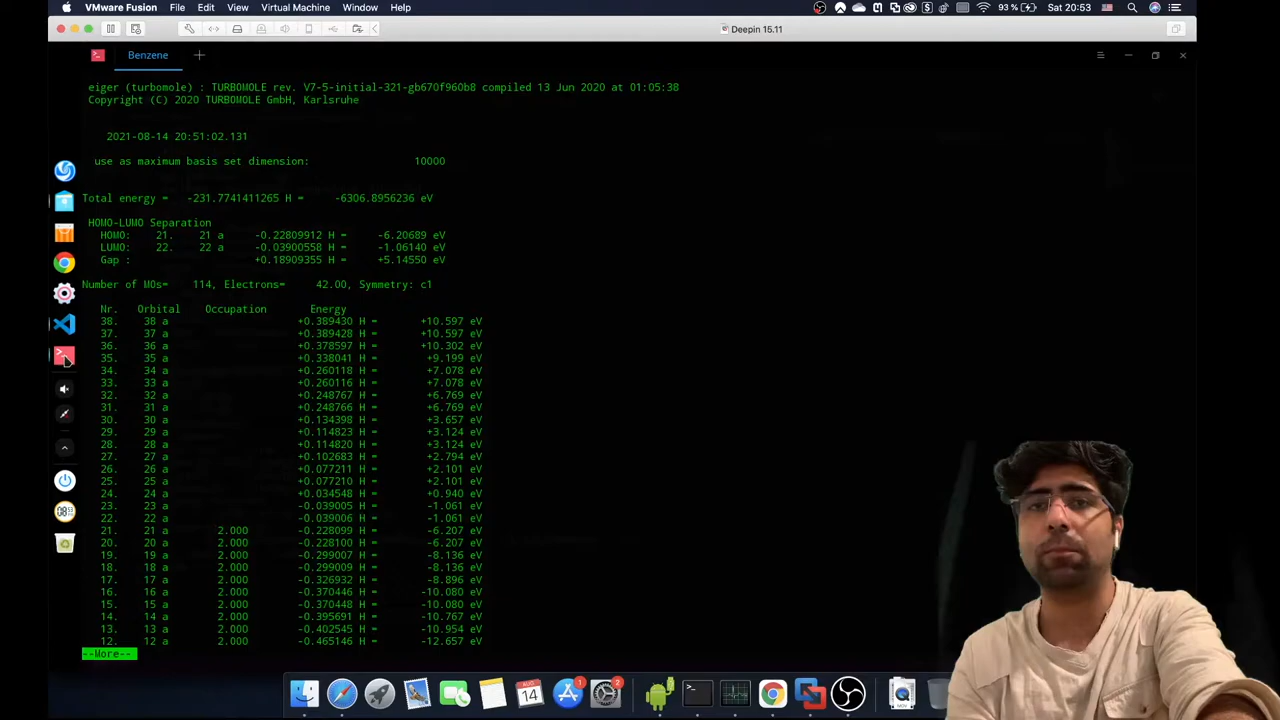 VMware Fusion File Edit View Virtual Machine Window Help 93 % Sat 20:53
Deepin 15.11
Benzene
eiger (turbomole) : TURBOMOLE rev. V7-5-initial-321-gb670f960b8 compiled 13 Jun 2020 at 01:05:38
Copyright (C) 2020 TURBOMOLE GmbH, Karlsruhe
2021-08-14 20:51:02.131
use as maximum basis set dimension: 10000
Total energy = -231.7741411265 H = -6306.8956236 eV
HOMO-LUMO Separation
HOMO: 21. 21 a -0.22809912 H = -6.20689 eV
LUMO: 22. 22 a -0.03900558 H = -1.06140 eV
Gap : +0.18909355 H = +5.14550 eV
Number of MOs= 114, Electrons= 42.00, Symmetry: c1
Nr. Orbital Occupation Energy
38. 38 a +0.389430 H = +10.597 eV
37. 37 a +0.389428 H = +10.597 eV
36. 36 a +0.378597 H = +10.302 eV
35. 35 a +0.338041 H = +9.199 eV
34. 34 a +0.260118 H = +7.078 eV
33. 33 a +0.260116 H = +7.078 eV
32. 32 a +0.248767 H = +6.769 eV
31. 31 a +0.248766 H = +6.769 eV
30. 30 a +0.134398 H = +3.657 eV
29. 29 a +0.114823 H = +3.124 eV
28. 28 a +0.114820 H = +3.124 eV
27. 27 a +0.102683 H = +2.794 eV
26. 26 a +0.077211 H = +2.101 eV
25. 25 a +0.077210 H = +2.101 eV
24. 24 a +0.034548 H = +0.940 eV
23. 23 a -0.039005 H = -1.061 eV
22. 22 a -0.039006 H = -1.061 eV
21. 21 a 2.000 -0.228099 H = -6.207 eV
20. 20 a 2.000 -0.228100 H = -6.207 eV
19. 19 a 2.000 -0.299007 H = -8.136 eV
18. 18 a 2.000 -0.299009 H = -8.136 eV
17. 17 a 2.000 -0.326932 H = -8.896 eV
16. 16 a 2.000 -0.370446 H = -10.080 eV
15. 15 a 2.000 -0.370448 H = -10.080 eV
14. 14 a 2.000 -0.395691 H = -10.767 eV
13. 13 a 2.000 -0.402545 H = -10.954 eV
12. 12 a 2.000 -0.465146 H = -12.657 eV
--More--
AUG
14
1
2